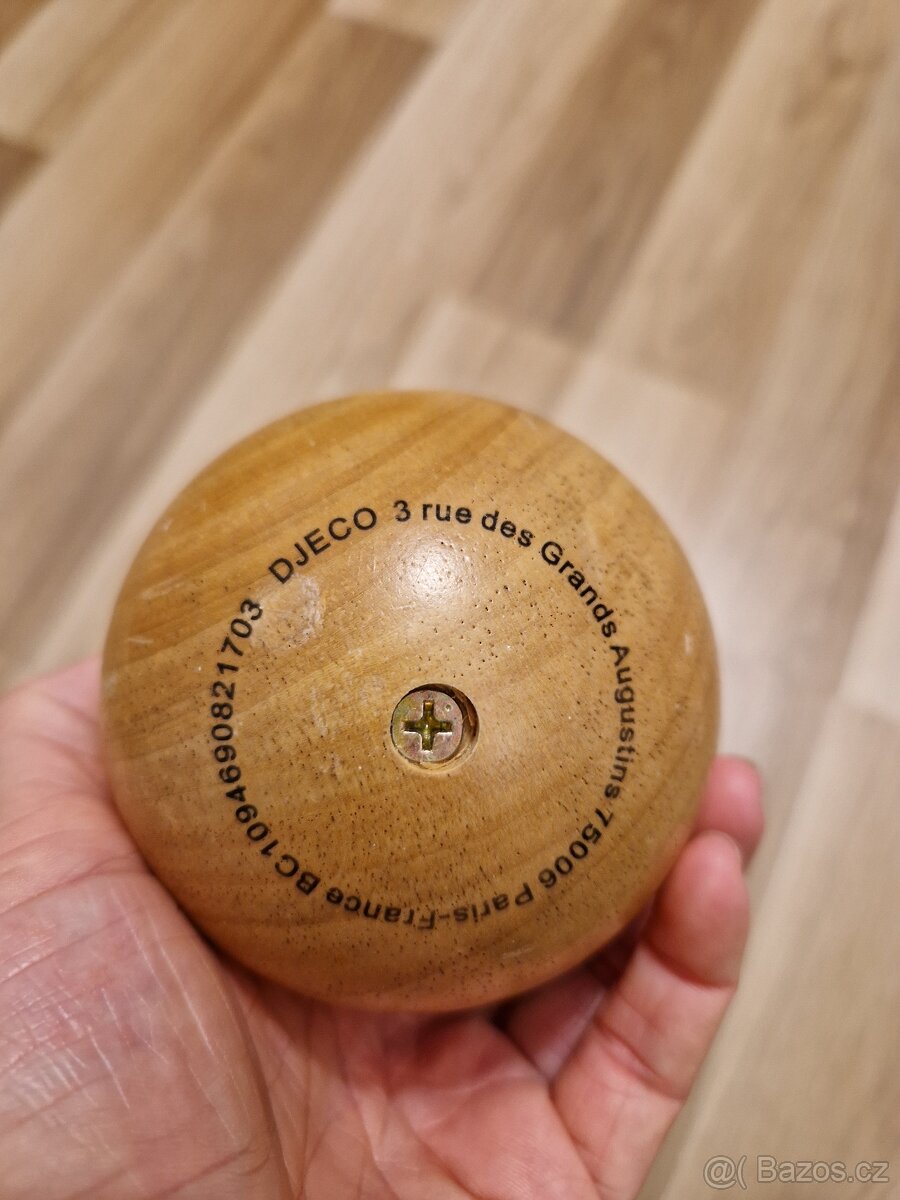 DJECO 3 rue des Grands Augustins 75006 Paris-France BC1094690821703
@( Bazos.cz